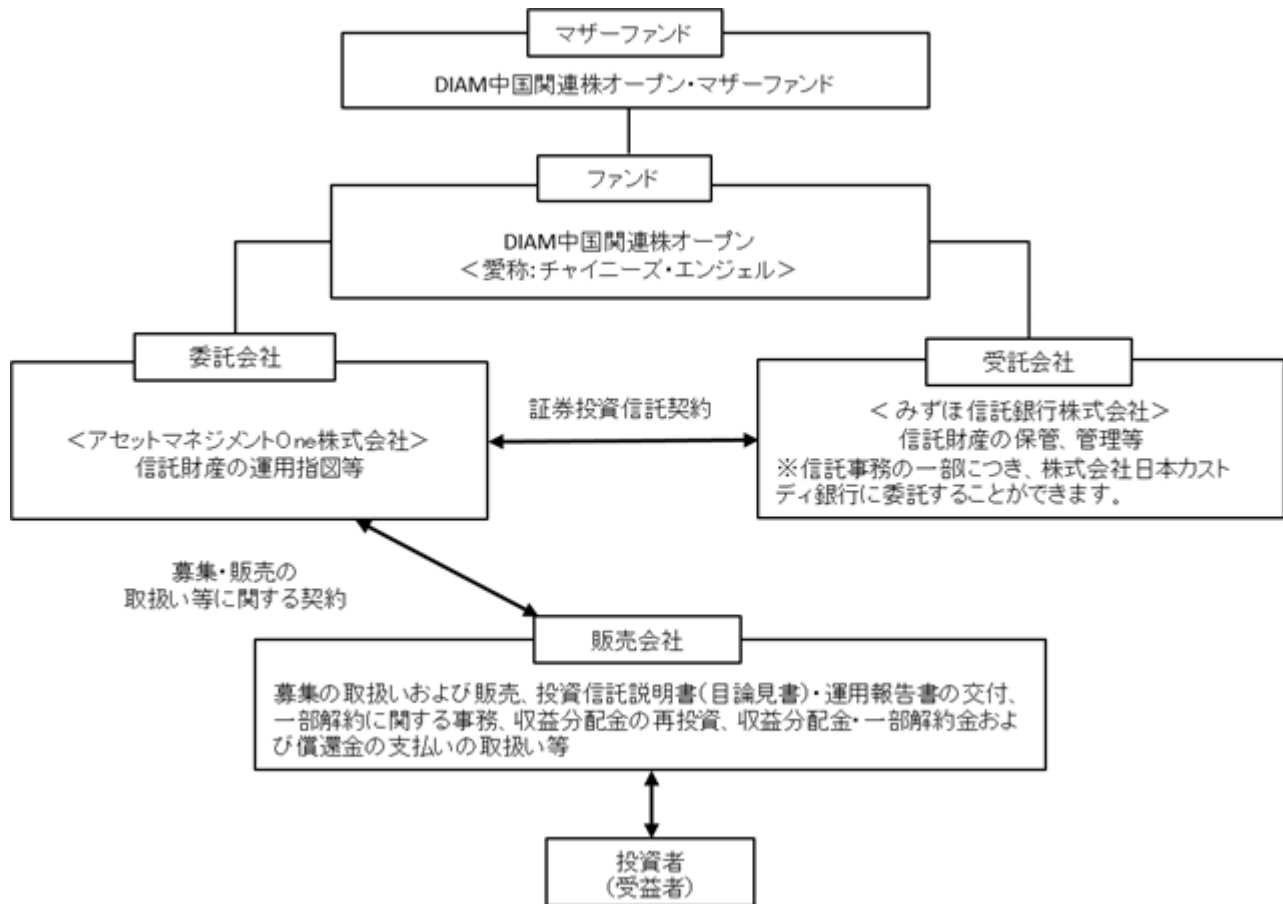 マザーファンド
DIAM中国関連株オープン・マザーファンド
ファンド
DIAM中国関連株オープン
＜愛称:チャイニーズ・エンジェル＞
委託会社
＜アセットマネジメントOne株式会社＞
信託財産の運用指図等
証券投資信託契約
受託会社
＜みずほ信託銀行株式会社＞
信託財産の保管、管理等
※信託事務の一部につき、株式会社日本カスト
ディ銀行に委託することができます。
募集・販売の
取扱い等に関する契約
販売会社
募集の取扱いおよび販売、投資信託説明書(目論見書)・運用報告書の交付、
一部解約に関する事務、収益分配金の再投資、収益分配金・一部解約金およ
び償還金の支払いの取扱い等
投資者
(受益者)